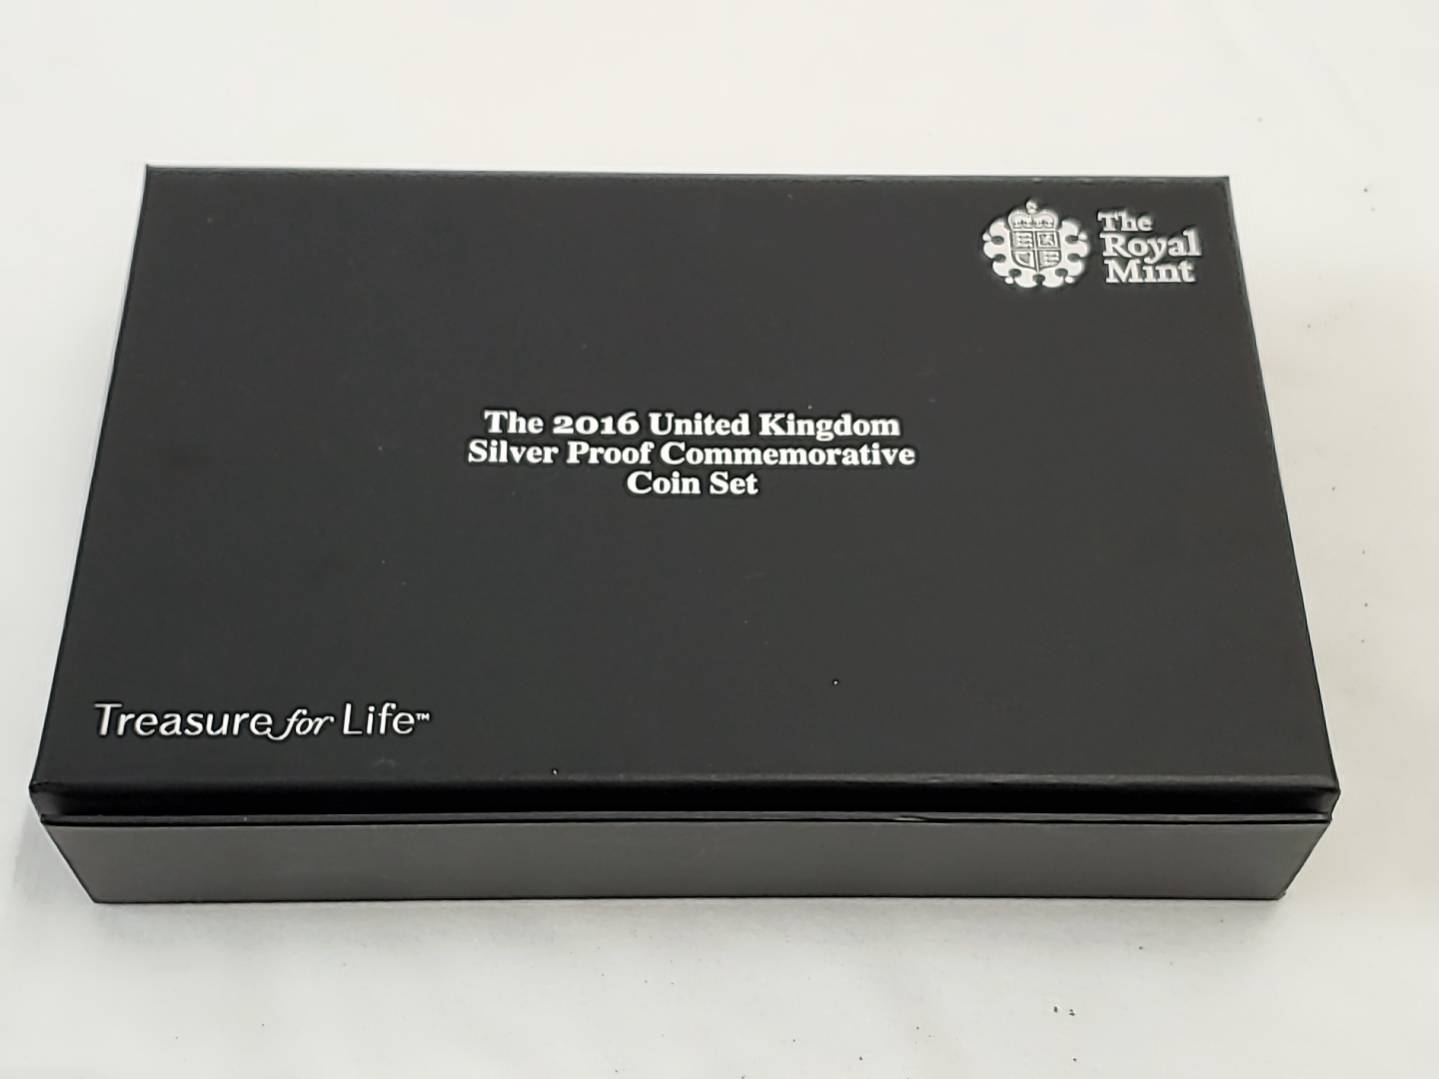 The
Royal
Mint
The 2016 United Kingdom
Silver Proof Commemorative
Coin Set
Treasure for Life™